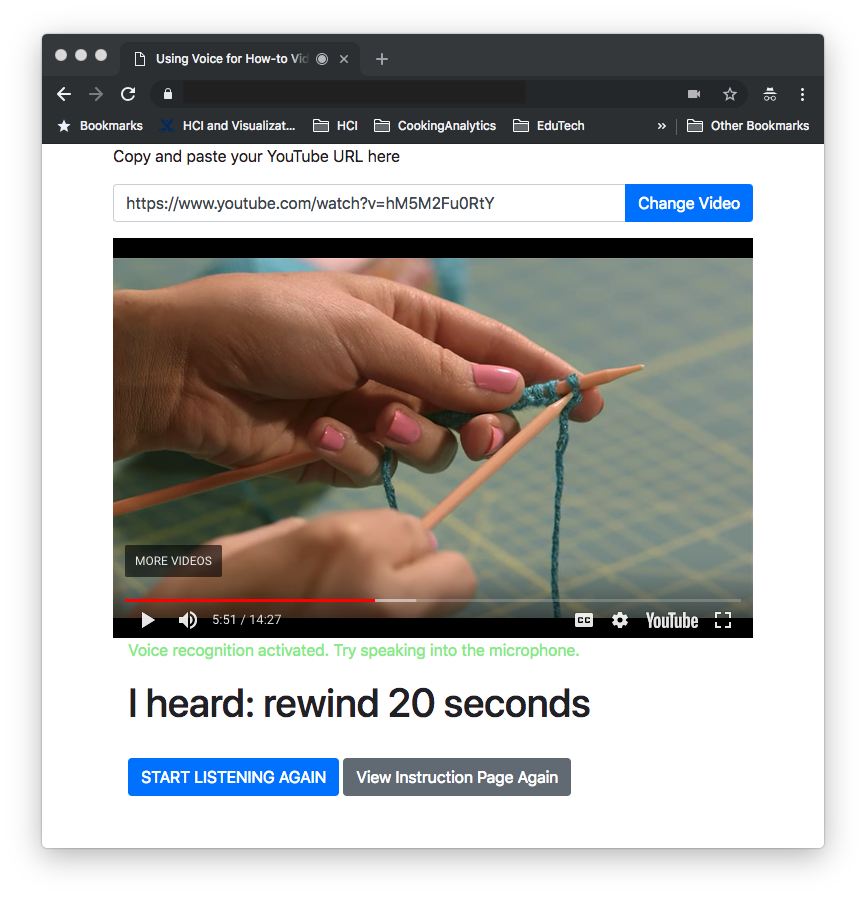 Using Voice for How-to Vid
Bookmarks HCI and Visualizat... HCI CookingAnalytics EduTech » Other Bookmarks
Copy and paste your YouTube URL here
https://www.youtube.com/watch?v=hM5M2Fu0RtY Change Video
MORE VIDEOS
5:51 / 14:27 CC YouTube
Voice recognition activated. Try speaking into the microphone.
I heard: rewind 20 seconds
START LISTENING AGAIN View Instruction Page Again